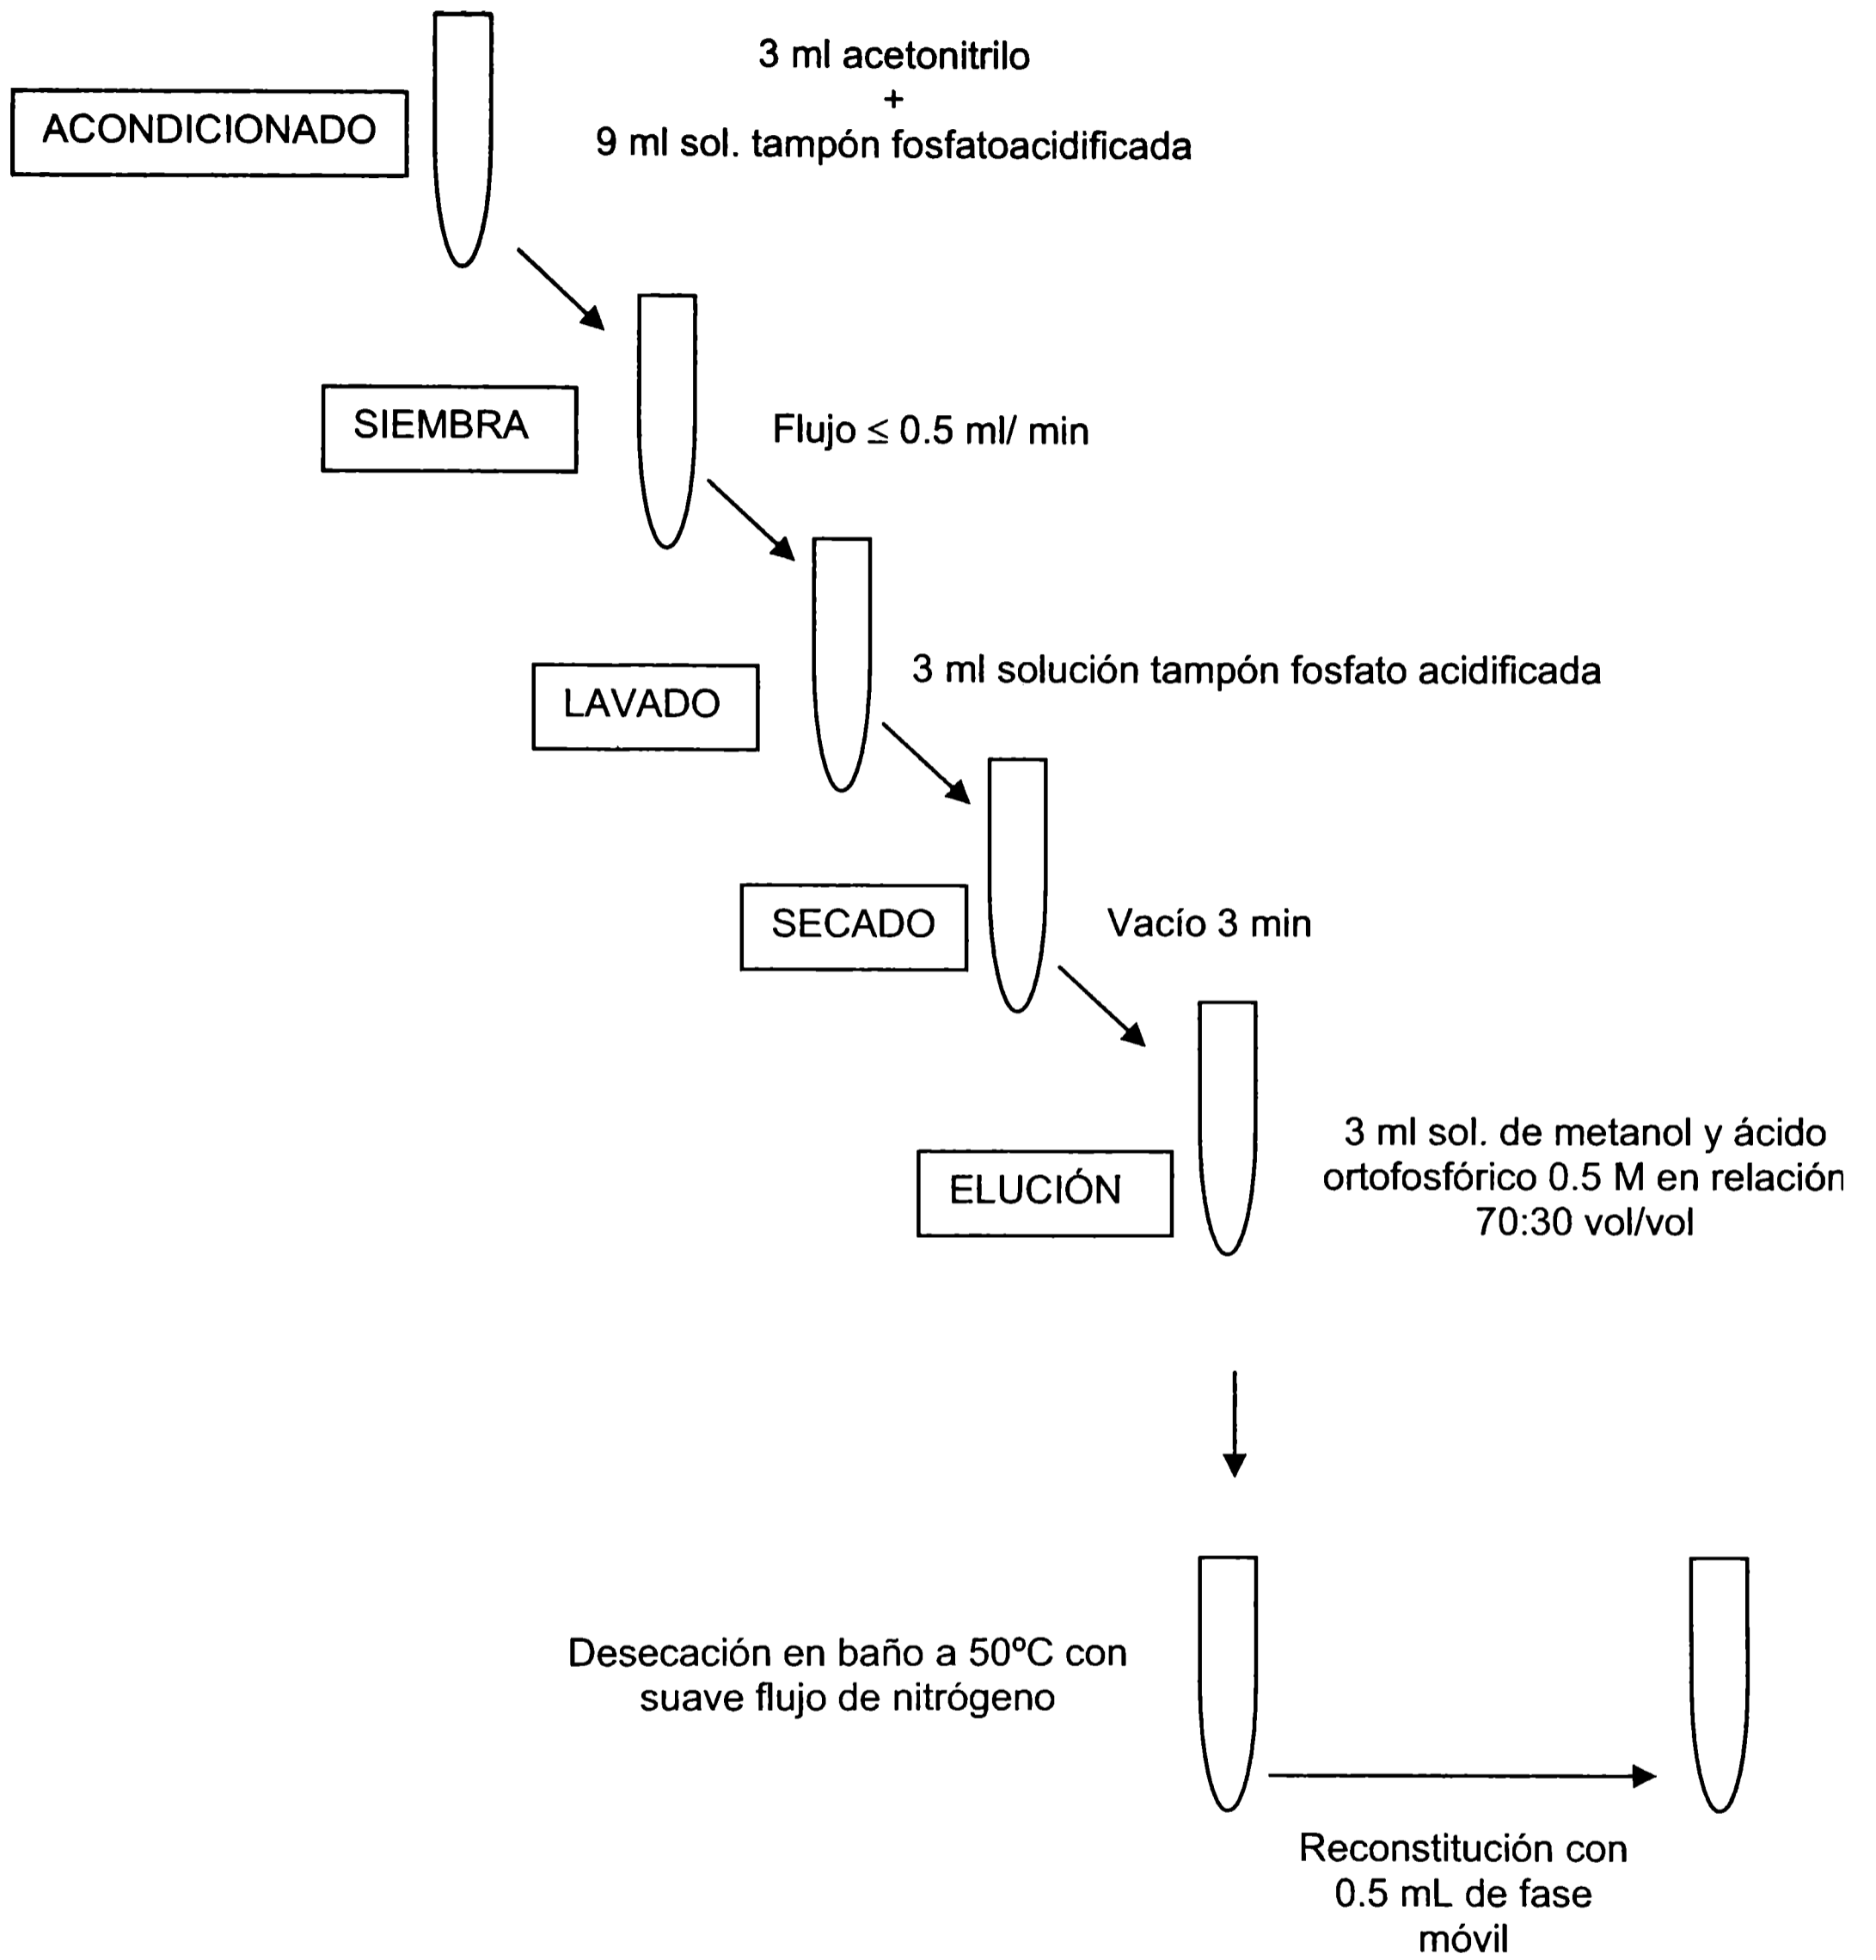 3 ml acetonitrilo
+
ACONDICIONADO
9 ml sol. tampón fosfatoacidificada
SIEMBRA
Flujo ≤ 0.5 ml/ min
3 ml solución tampón fosfato acidificada
LAVADO
SECADO
Vacío 3 min
3 ml sol. de metanol y ácido
ortofosfórico 0.5 M en relación
70:30 vol/vol
ELUCIÓN
Desecación en baño a 50ºC con
suave flujo de nitrógeno
Reconstitución con
0.5 mL de fase
móvil